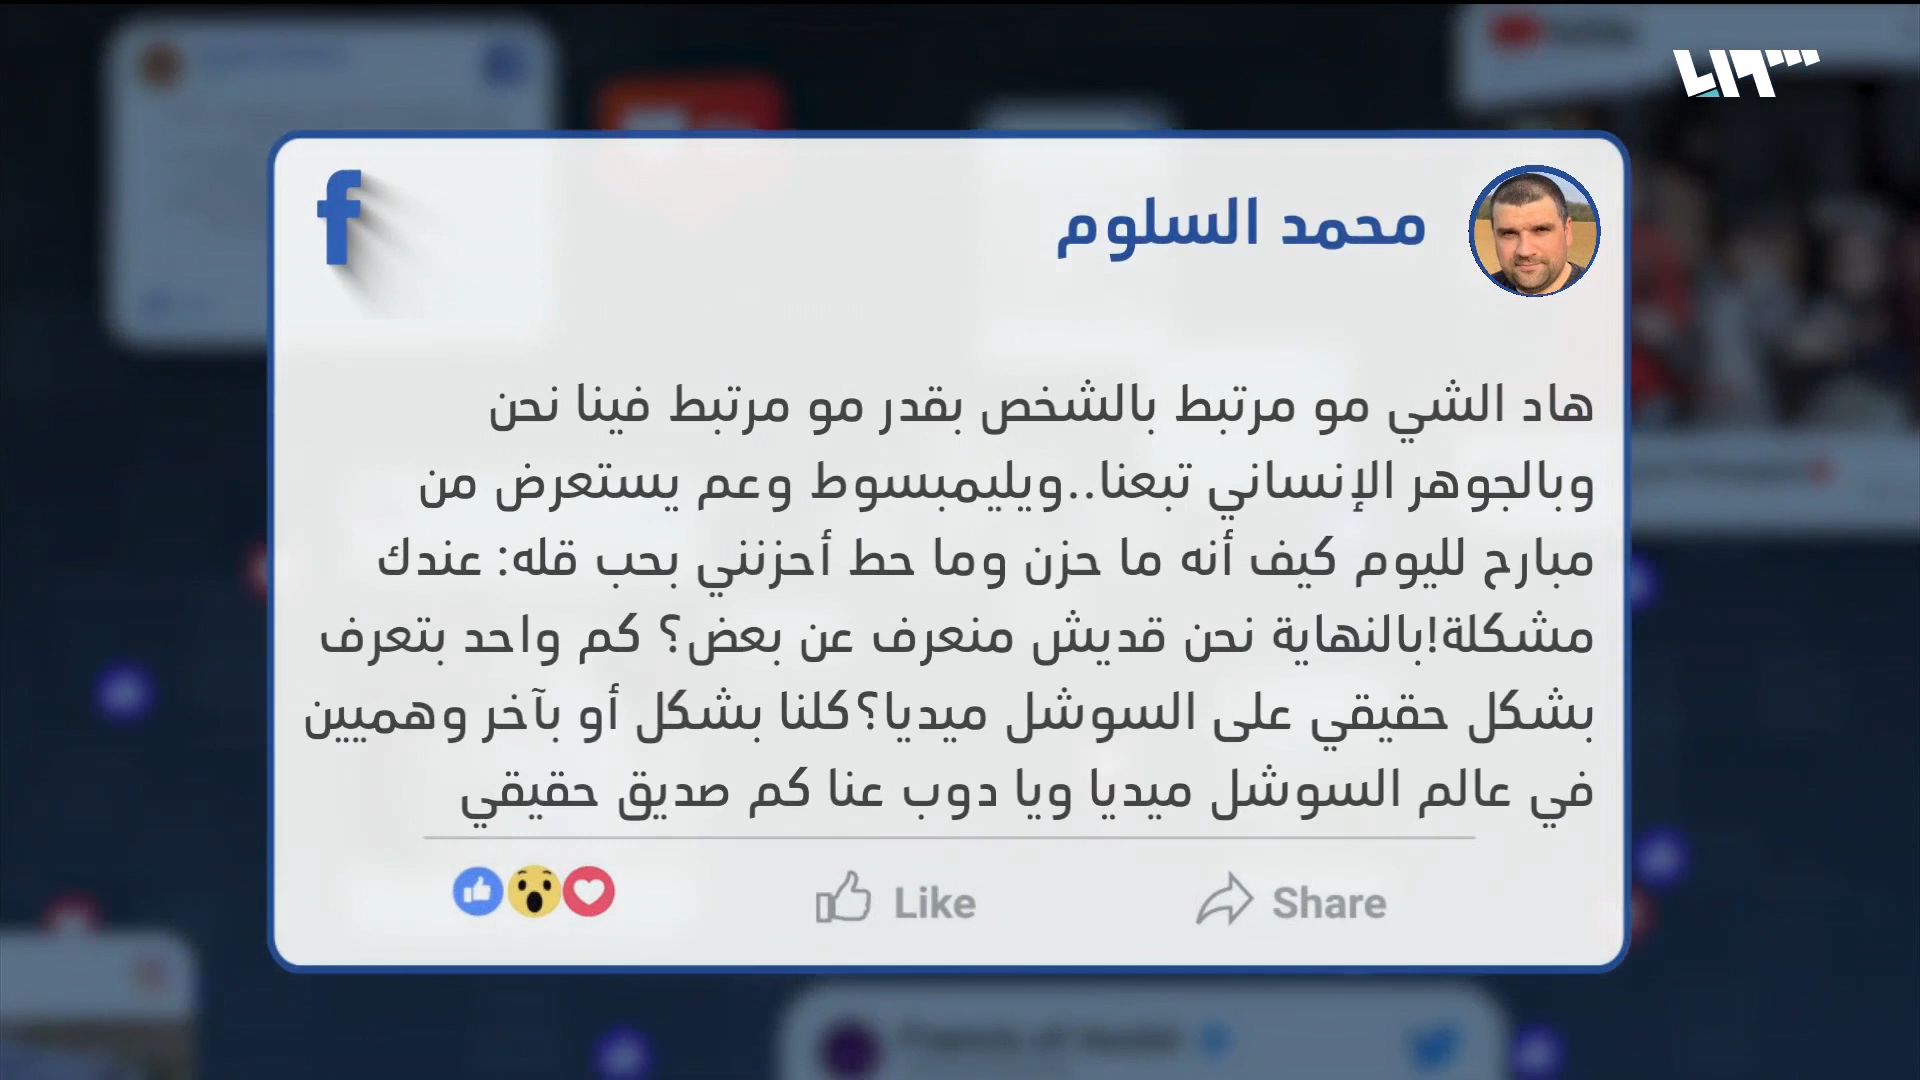 محمد السلوم
هاد الشي مو مرتبط بالشخص بقدر مو مرتبط فينا نحن
وبالجوهر الإنساني تبعنا..ويليمبسوط وعم يستعرض من
مبارح لليوم كيف أنه ما حزن وما حط أحزنني بحب قله: عندك
مشكلة!بالنهاية نحن قديش منعرف عن بعض؟ كم واحد بتعرف
بشكل حقيقي على السوشل ميديا؟كلنا بشكل أو بآخر وهميين
في عالم السوشل ميديا ويا دوب عنا كم صديق حقيقي
Like
Share